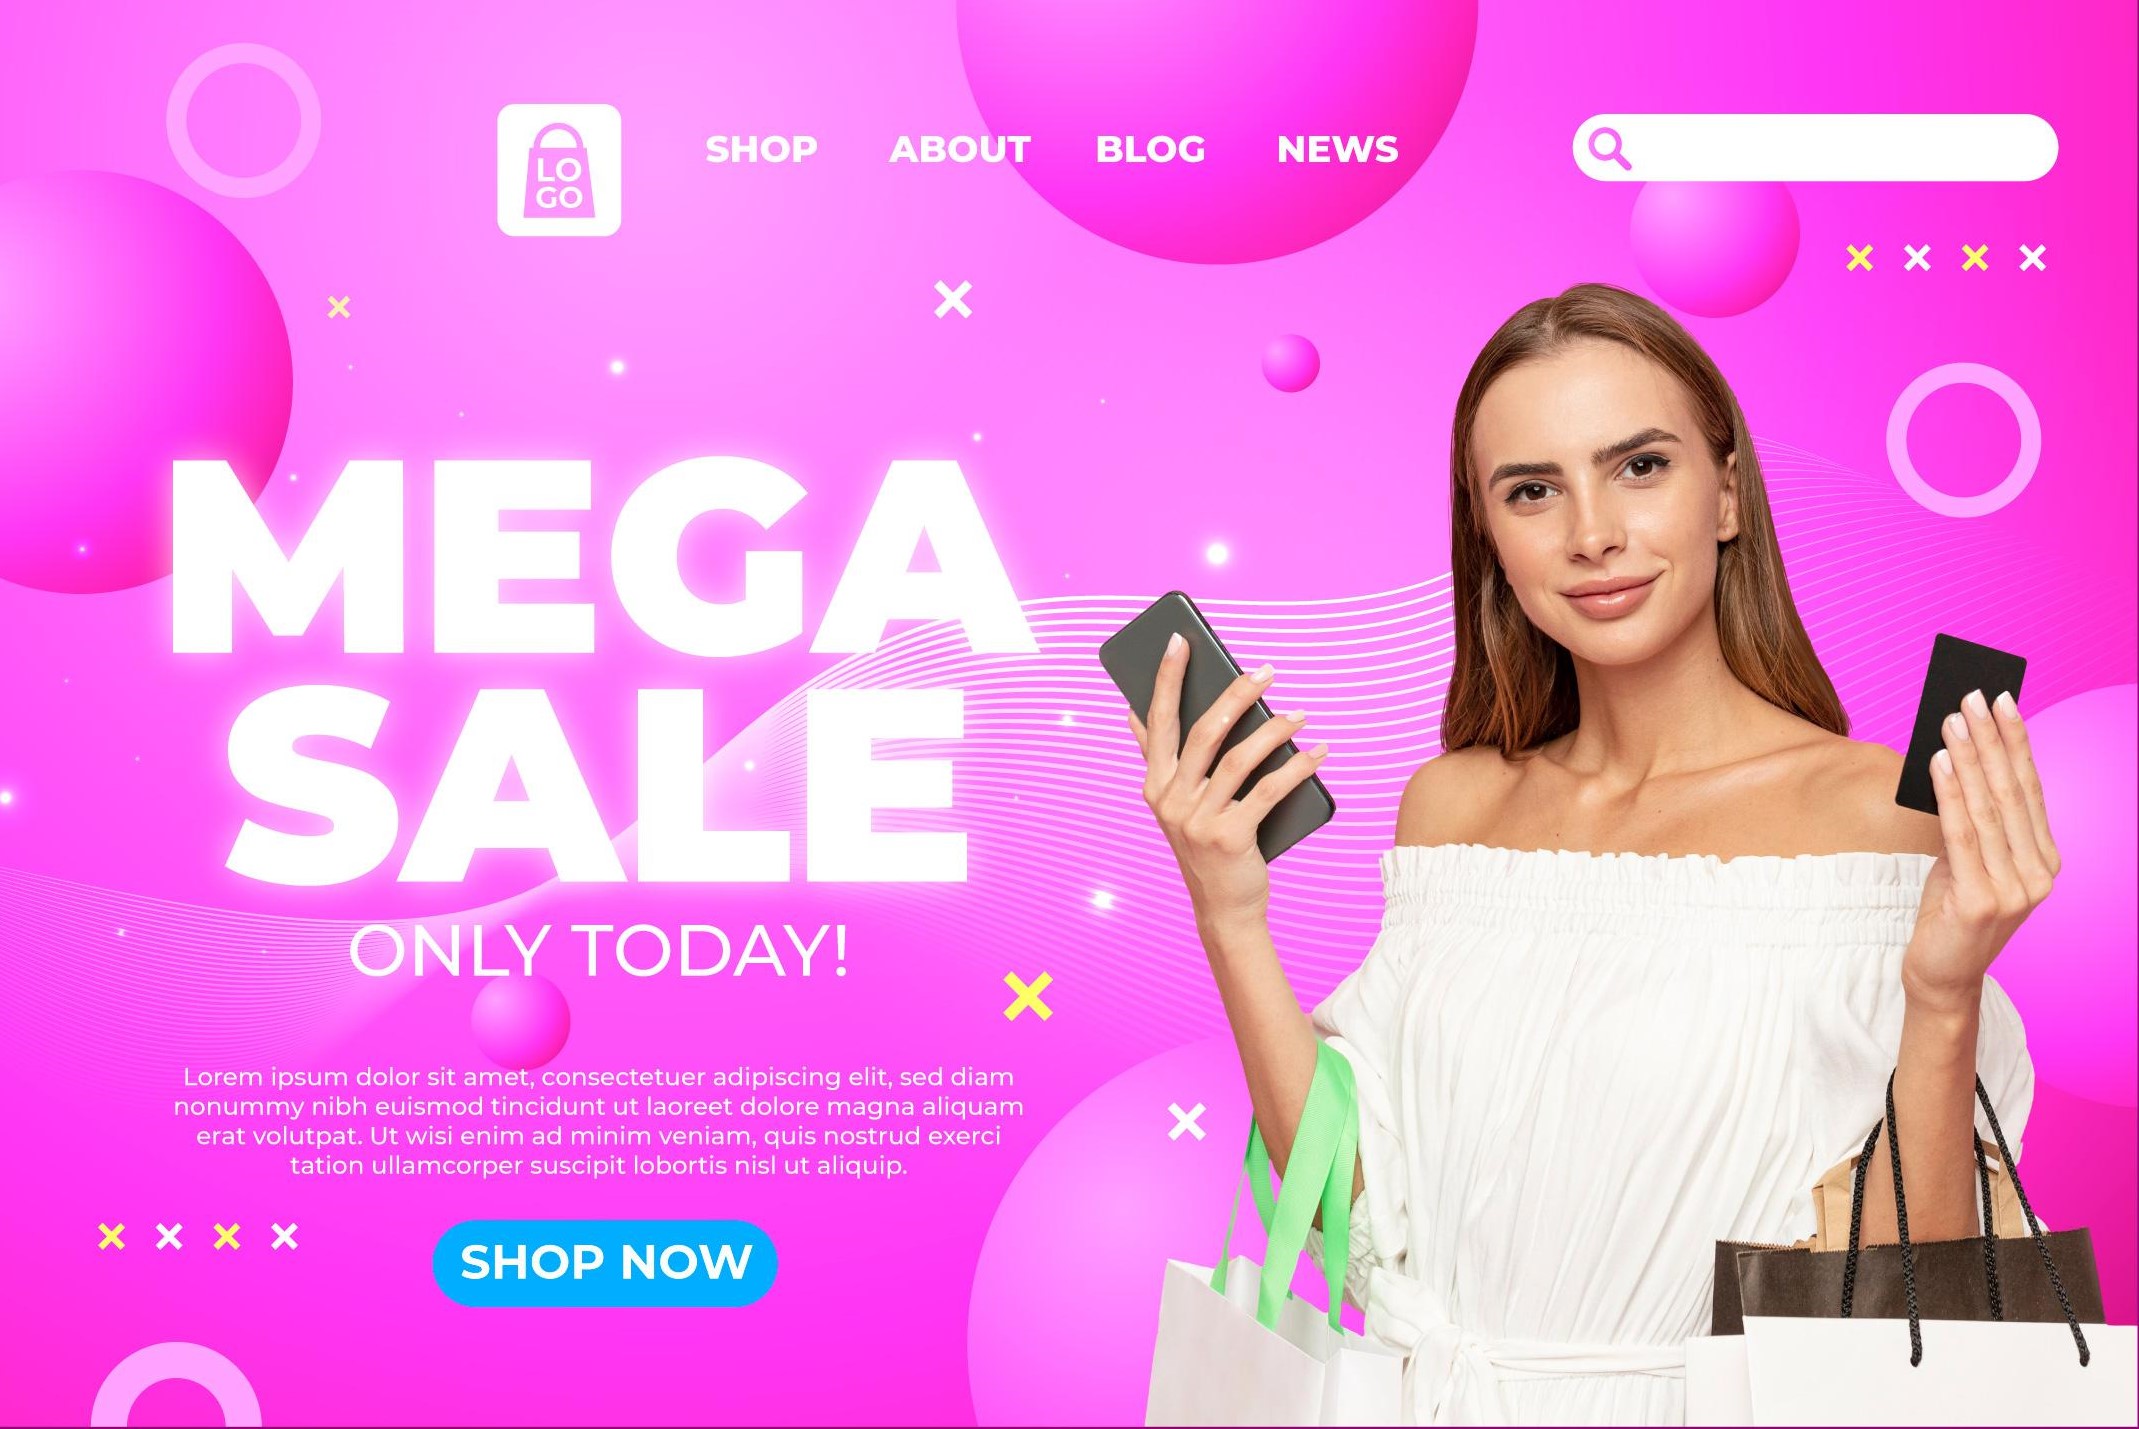 LO
GO
SHOP ABOUT BLOG NEWS
MEGA
SALE
ONLY TODAY!
Lorem ipsum dolor sit amet, consectetuer adipiscing elit, sed diam
nonummy nibh euismod tincidunt ut laoreet dolore magna aliquam
erat volutpat. Ut wisi enim ad minim veniam, quis nostrud exerci
tation ullamcorper suscipit lobortis nisl ut aliquip.
SHOP NOW